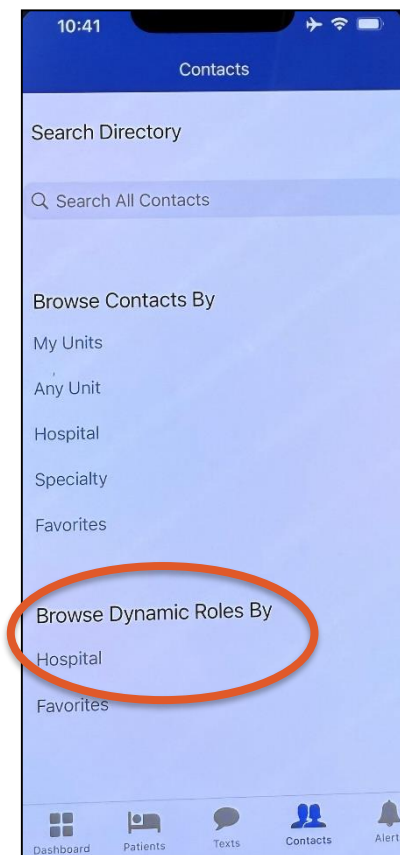 10:41
Contacts
Search Directory
Search All Contacts
Browse Contacts By
My Units
Any Unit
Hospital
Specialty
Favorites
Browse Dynamic Roles By
Hospital
Favorites
Dashboard Patients Texts Contacts Alert